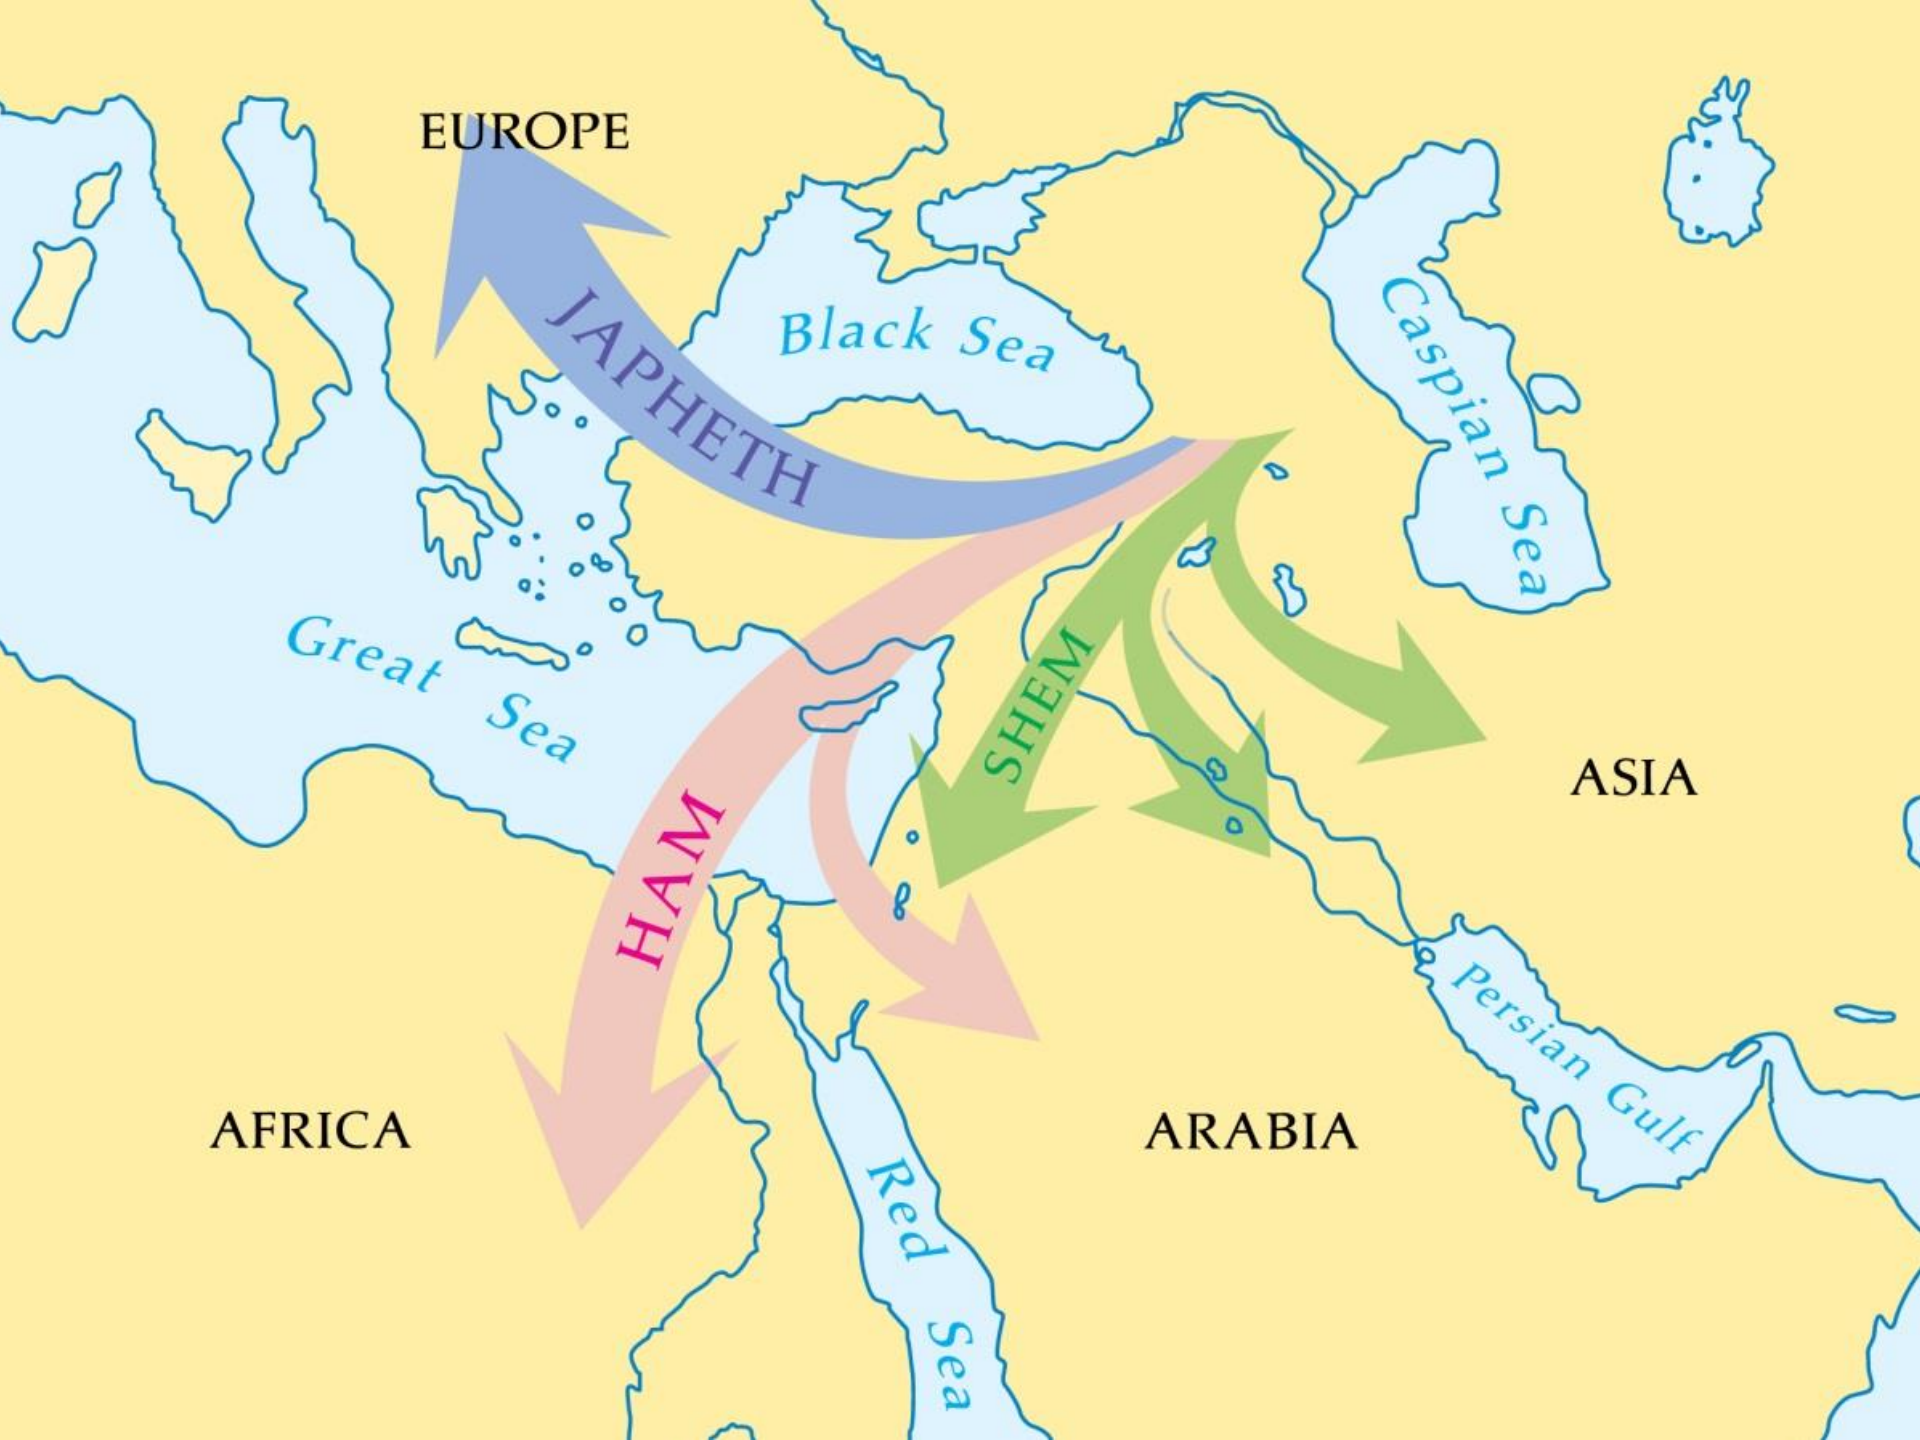 EUROPE
JAPHETH
Black Sea
Caspian Sea
Great Sea
SHEM
HAM
ASIA
Persian Gulf
AFRICA
ARABIA
Red Sea